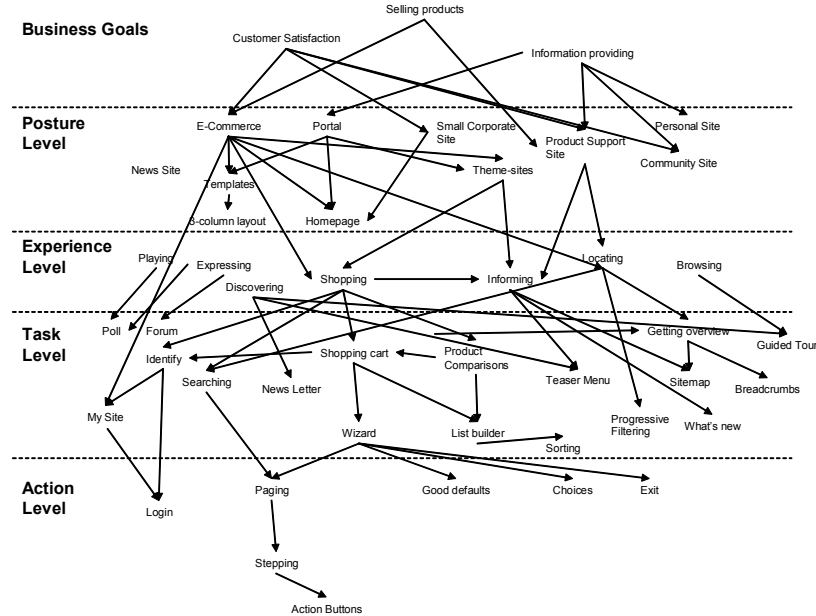 Selling products
Business Goals
Customer Satisfaction
Information providing
Posture
Level
E-Commerce
Portal
Small Corporate
Site
Product Support
Site
Personal Site
Community Site
News Site
Templates
Theme-sites
3-column layout
Homepage
Experience
Level
Playing
Expressing
Discovering
Shopping
Informing
Locating
Browsing
Task
Level
Poll
Forum
Identify
Shopping cart
Product
Comparisons
Getting overview
Guided Tour
Searching
News Letter
Teaser Menu
Sitemap
Breadcrumbs
My Site
Wizard
List builder
Sorting
Progressive
Filtering
What's new
Action
Level
Login
Paging
Good defaults
Choices
Exit
Stepping
Action Buttons